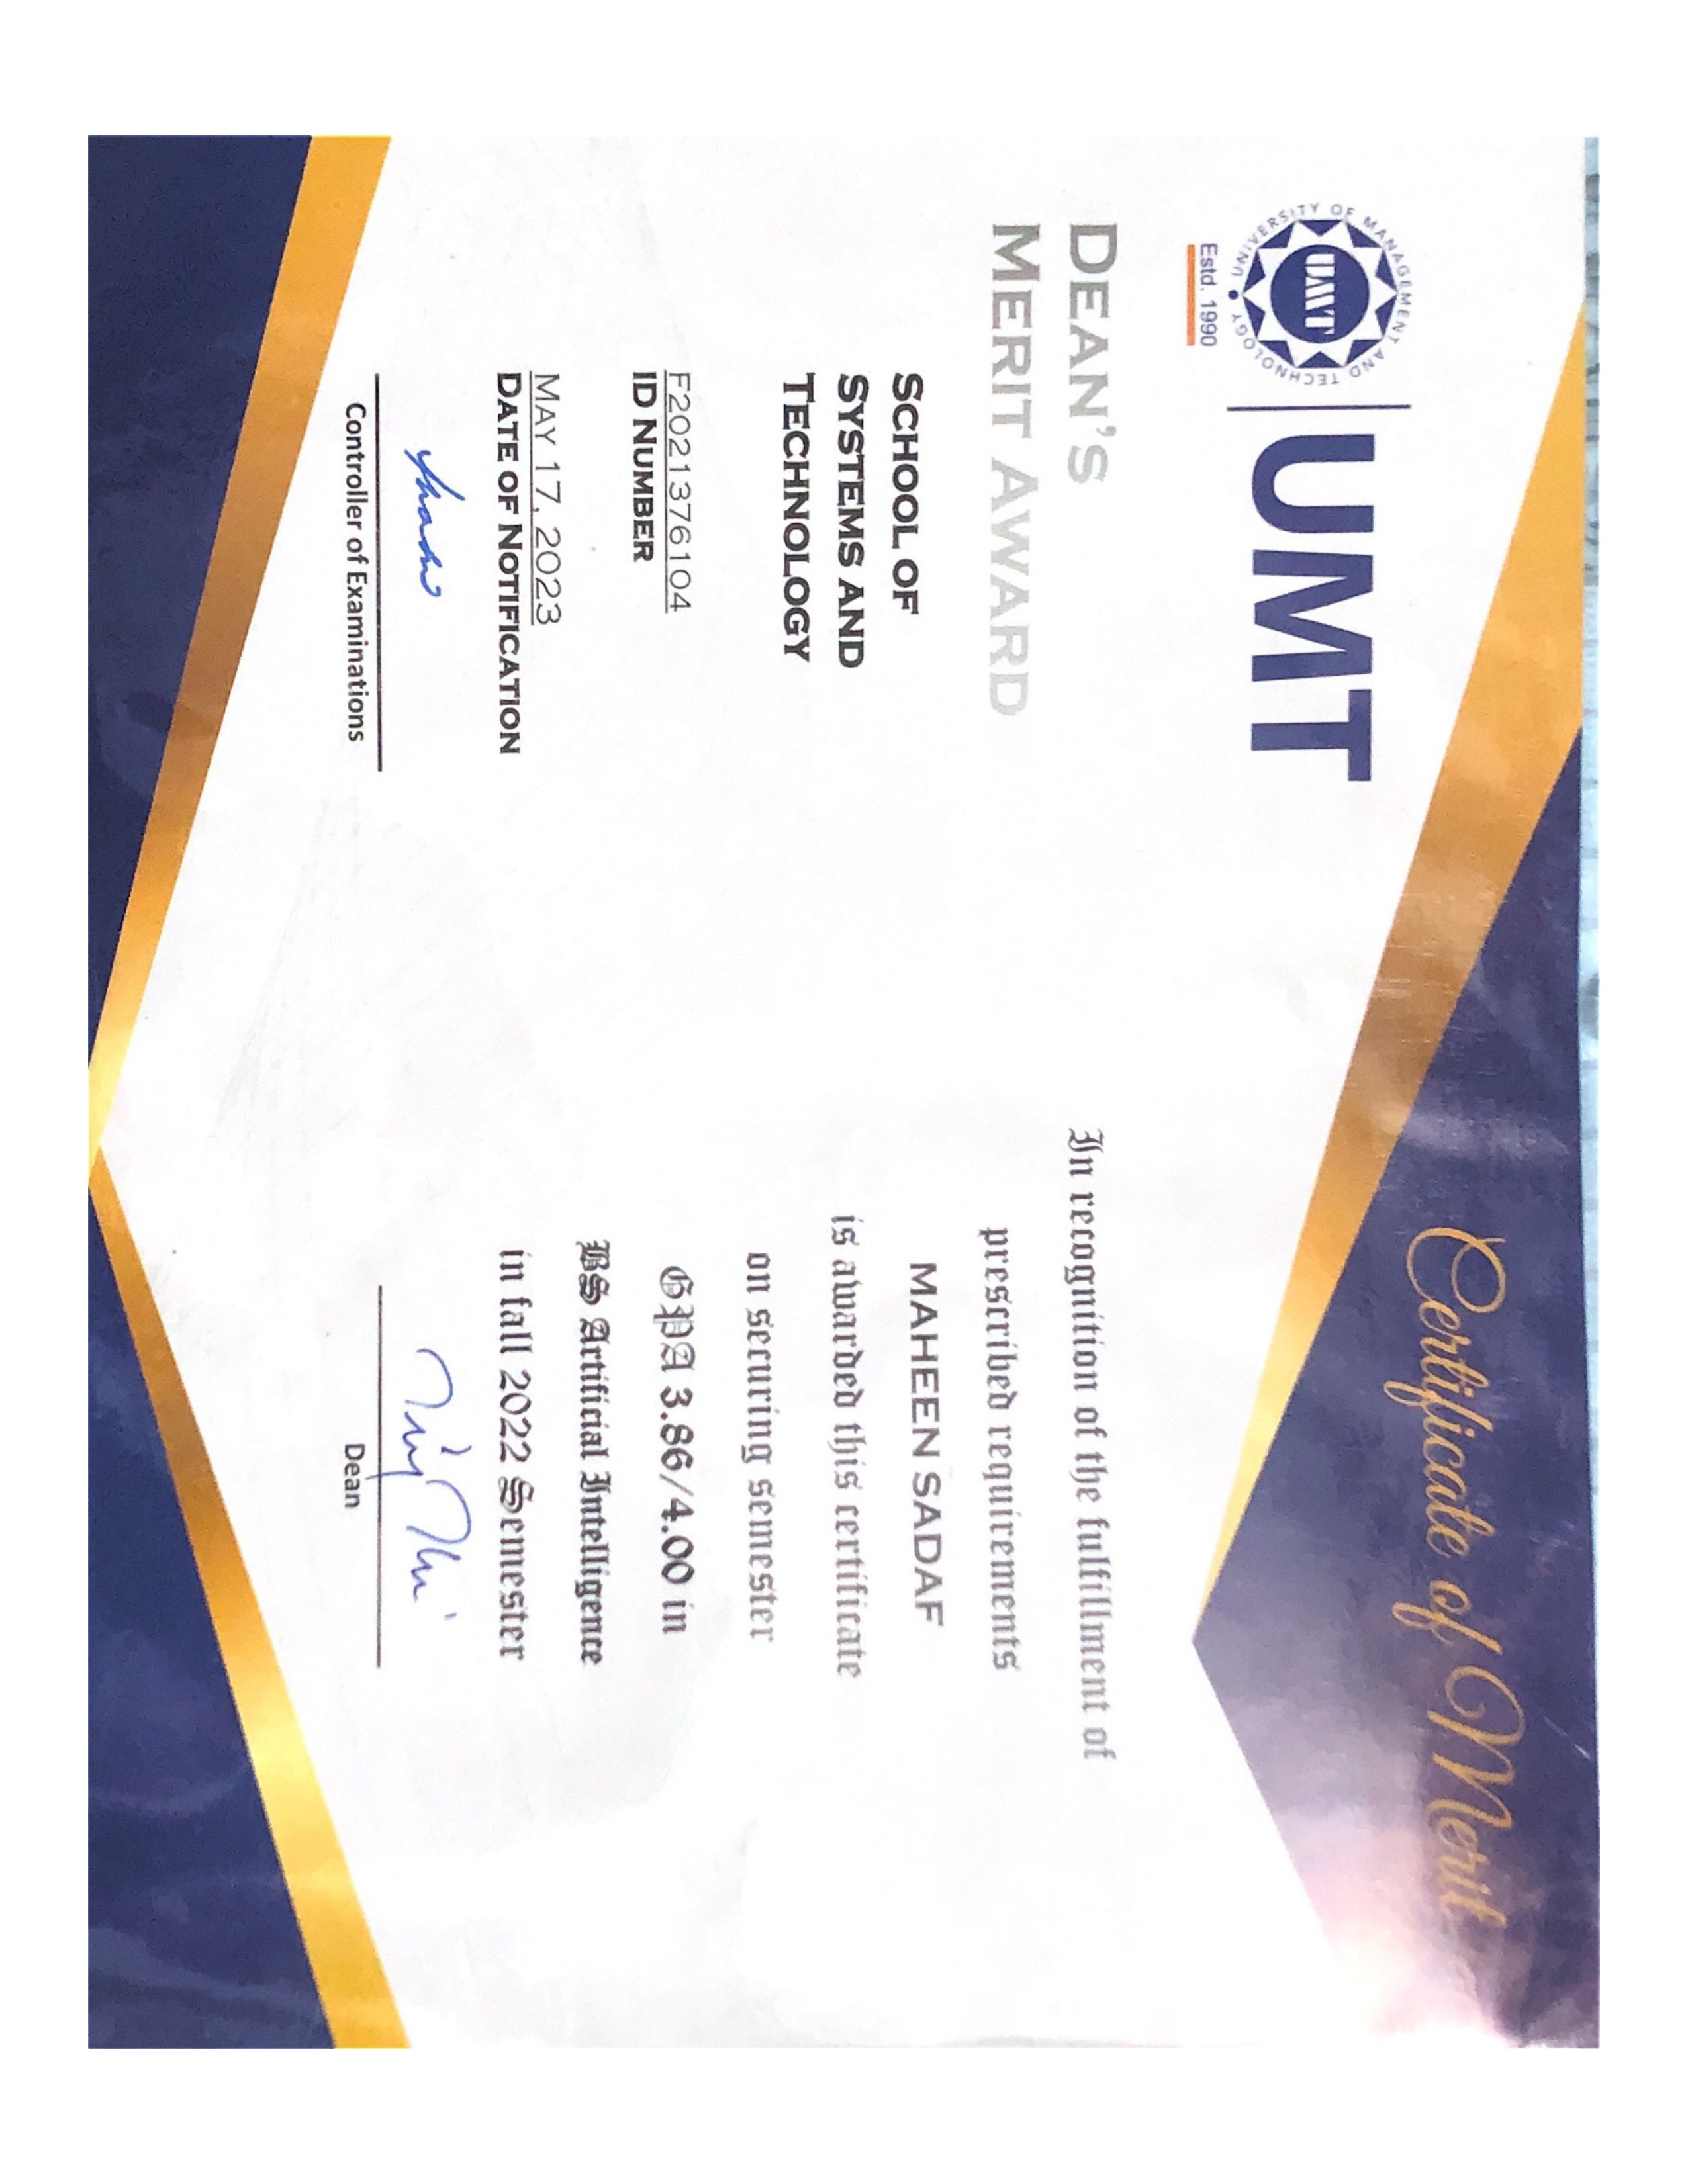 Certificate of Merit
UNIVERSITY OF MANAGEMENT AND TECHNOLOGY
UMT
Estd. 1990
UMT
DEAN'S
MERIT AWARD
SCHOOL OF
SYSTEMS AND
TECHNOLOGY
F2021376104
ID NUMBER
MAY 17, 2023
DATE OF NOTIFICATION
Controller of Examinations
In recognition of the fulfillment of
prescribed requirements
MAHEEN SADAF
is awarded this certificate
on securing semester
GPA 3.86/4.00 in
BS Artificial Intelligence
in fall 2022 Semester
Dean